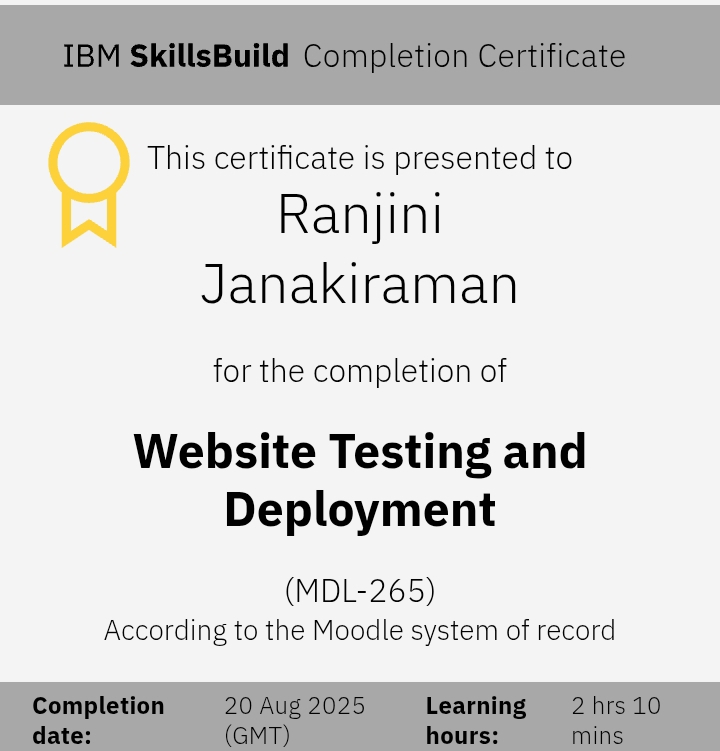 IBM SkillsBuild Completion Certificate
This certificate is presented to
Ranjini
Janakiraman
for the completion of
Website Testing and
Deployment
(MDL-265)
According to the Moodle system of record
Completion date: 20 Aug 2025 (GMT) Learning hours: 2 hrs 10 mins